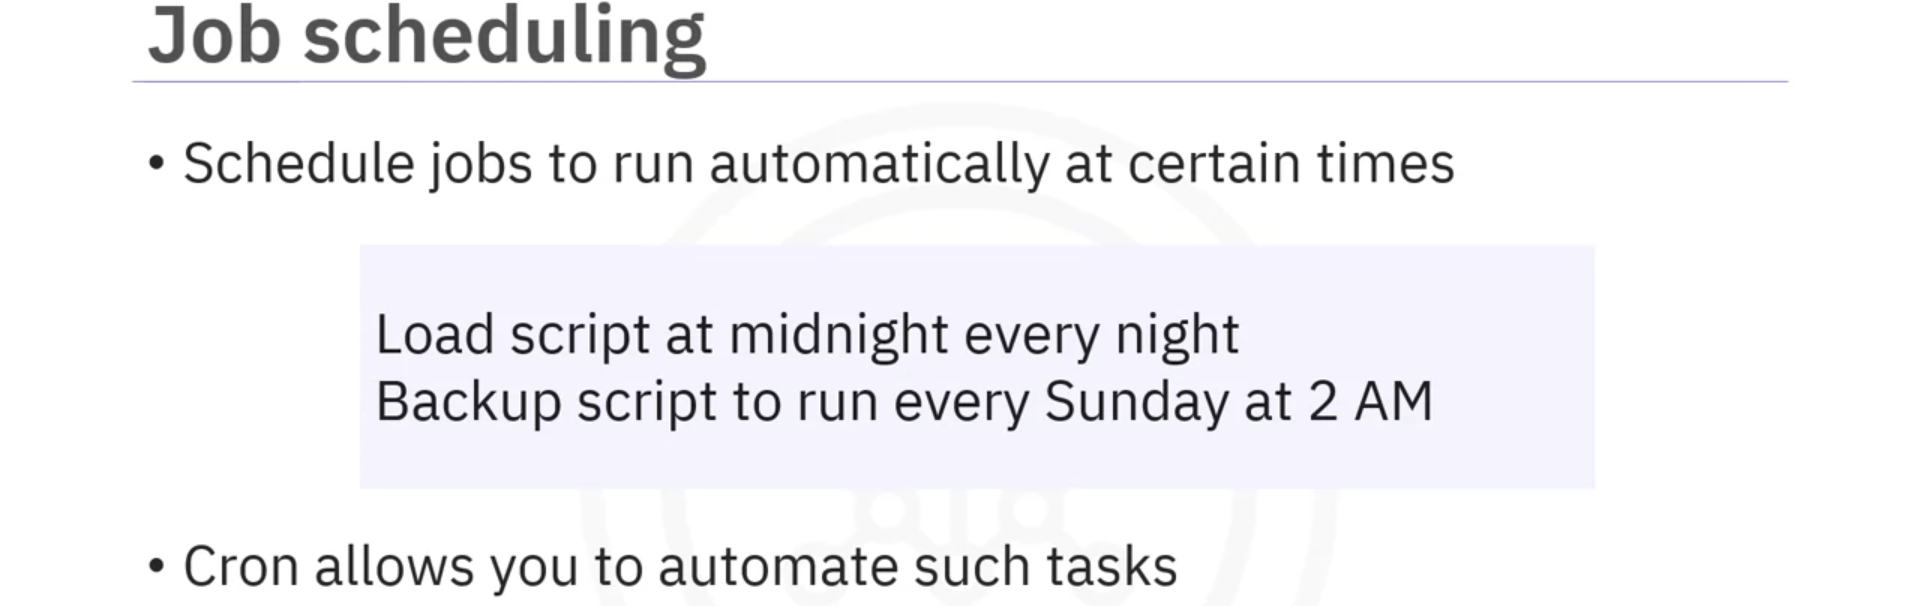 Job scheduling
• Schedule jobs to run automatically at certain times
Load script at midnight every night
Backup script to run every Sunday at 2 AM
• Cron allows you to automate such tasks